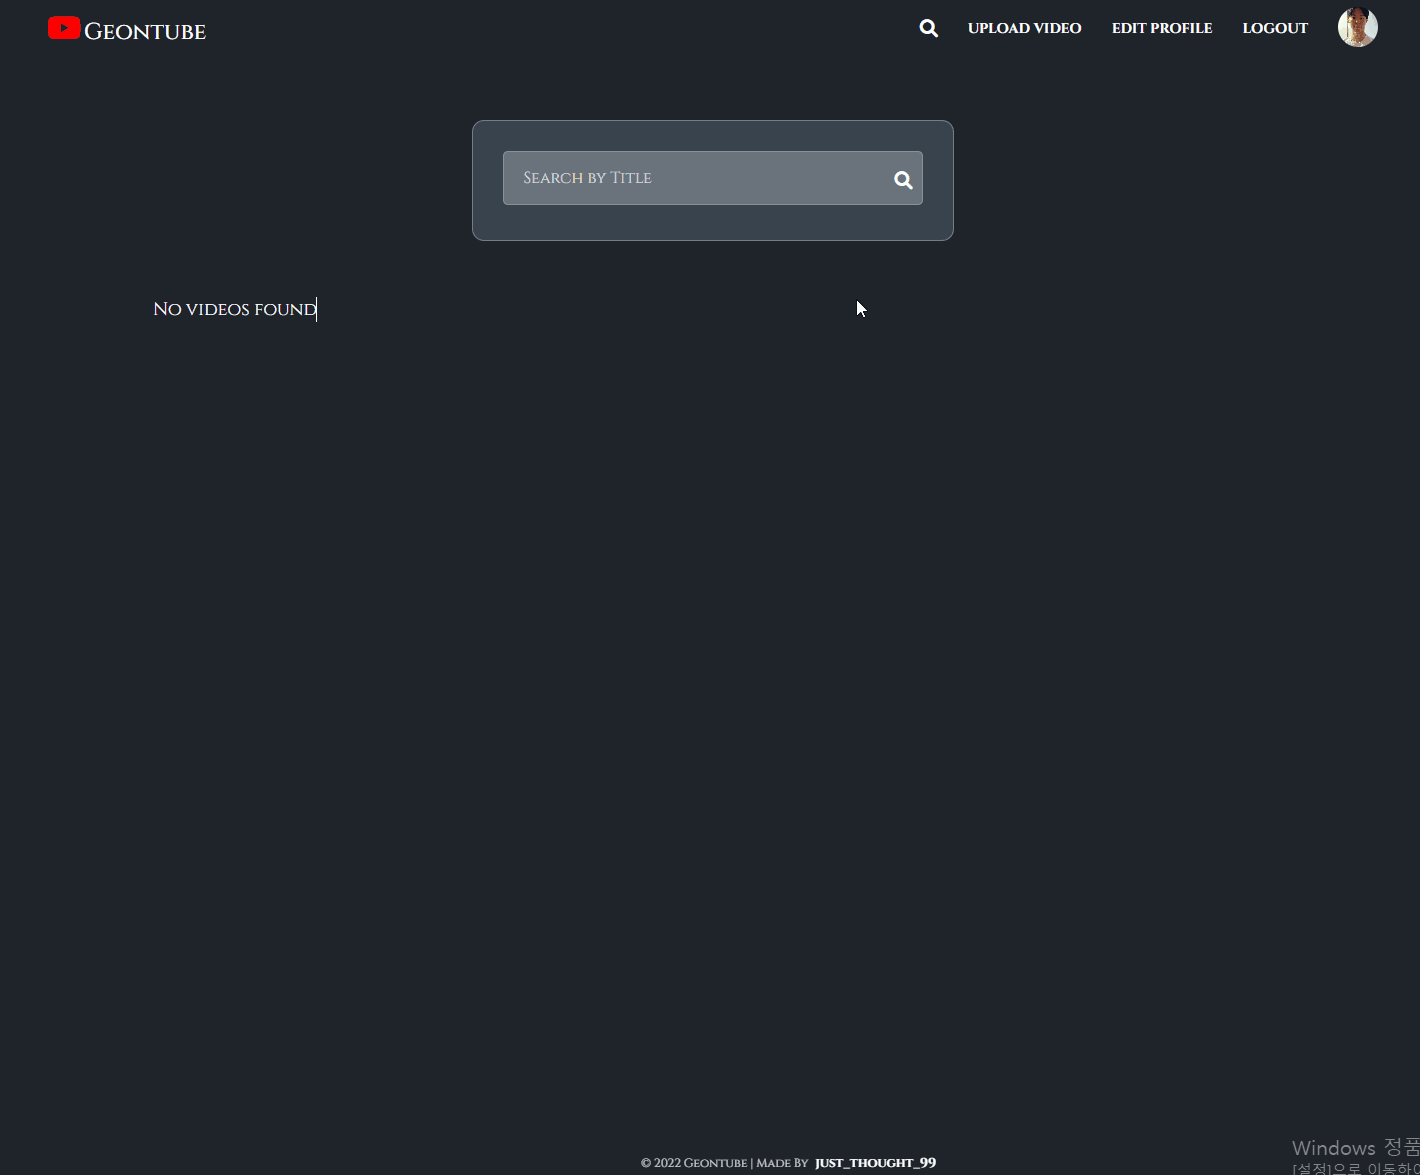 Geontube
UPLOAD VIDEO EDIT PROFILE LOGOUT
Search by Title
No videos found
© 2022 Geontube | Made By just_thought_99
Windows 정품
[설정]으로 이동하여